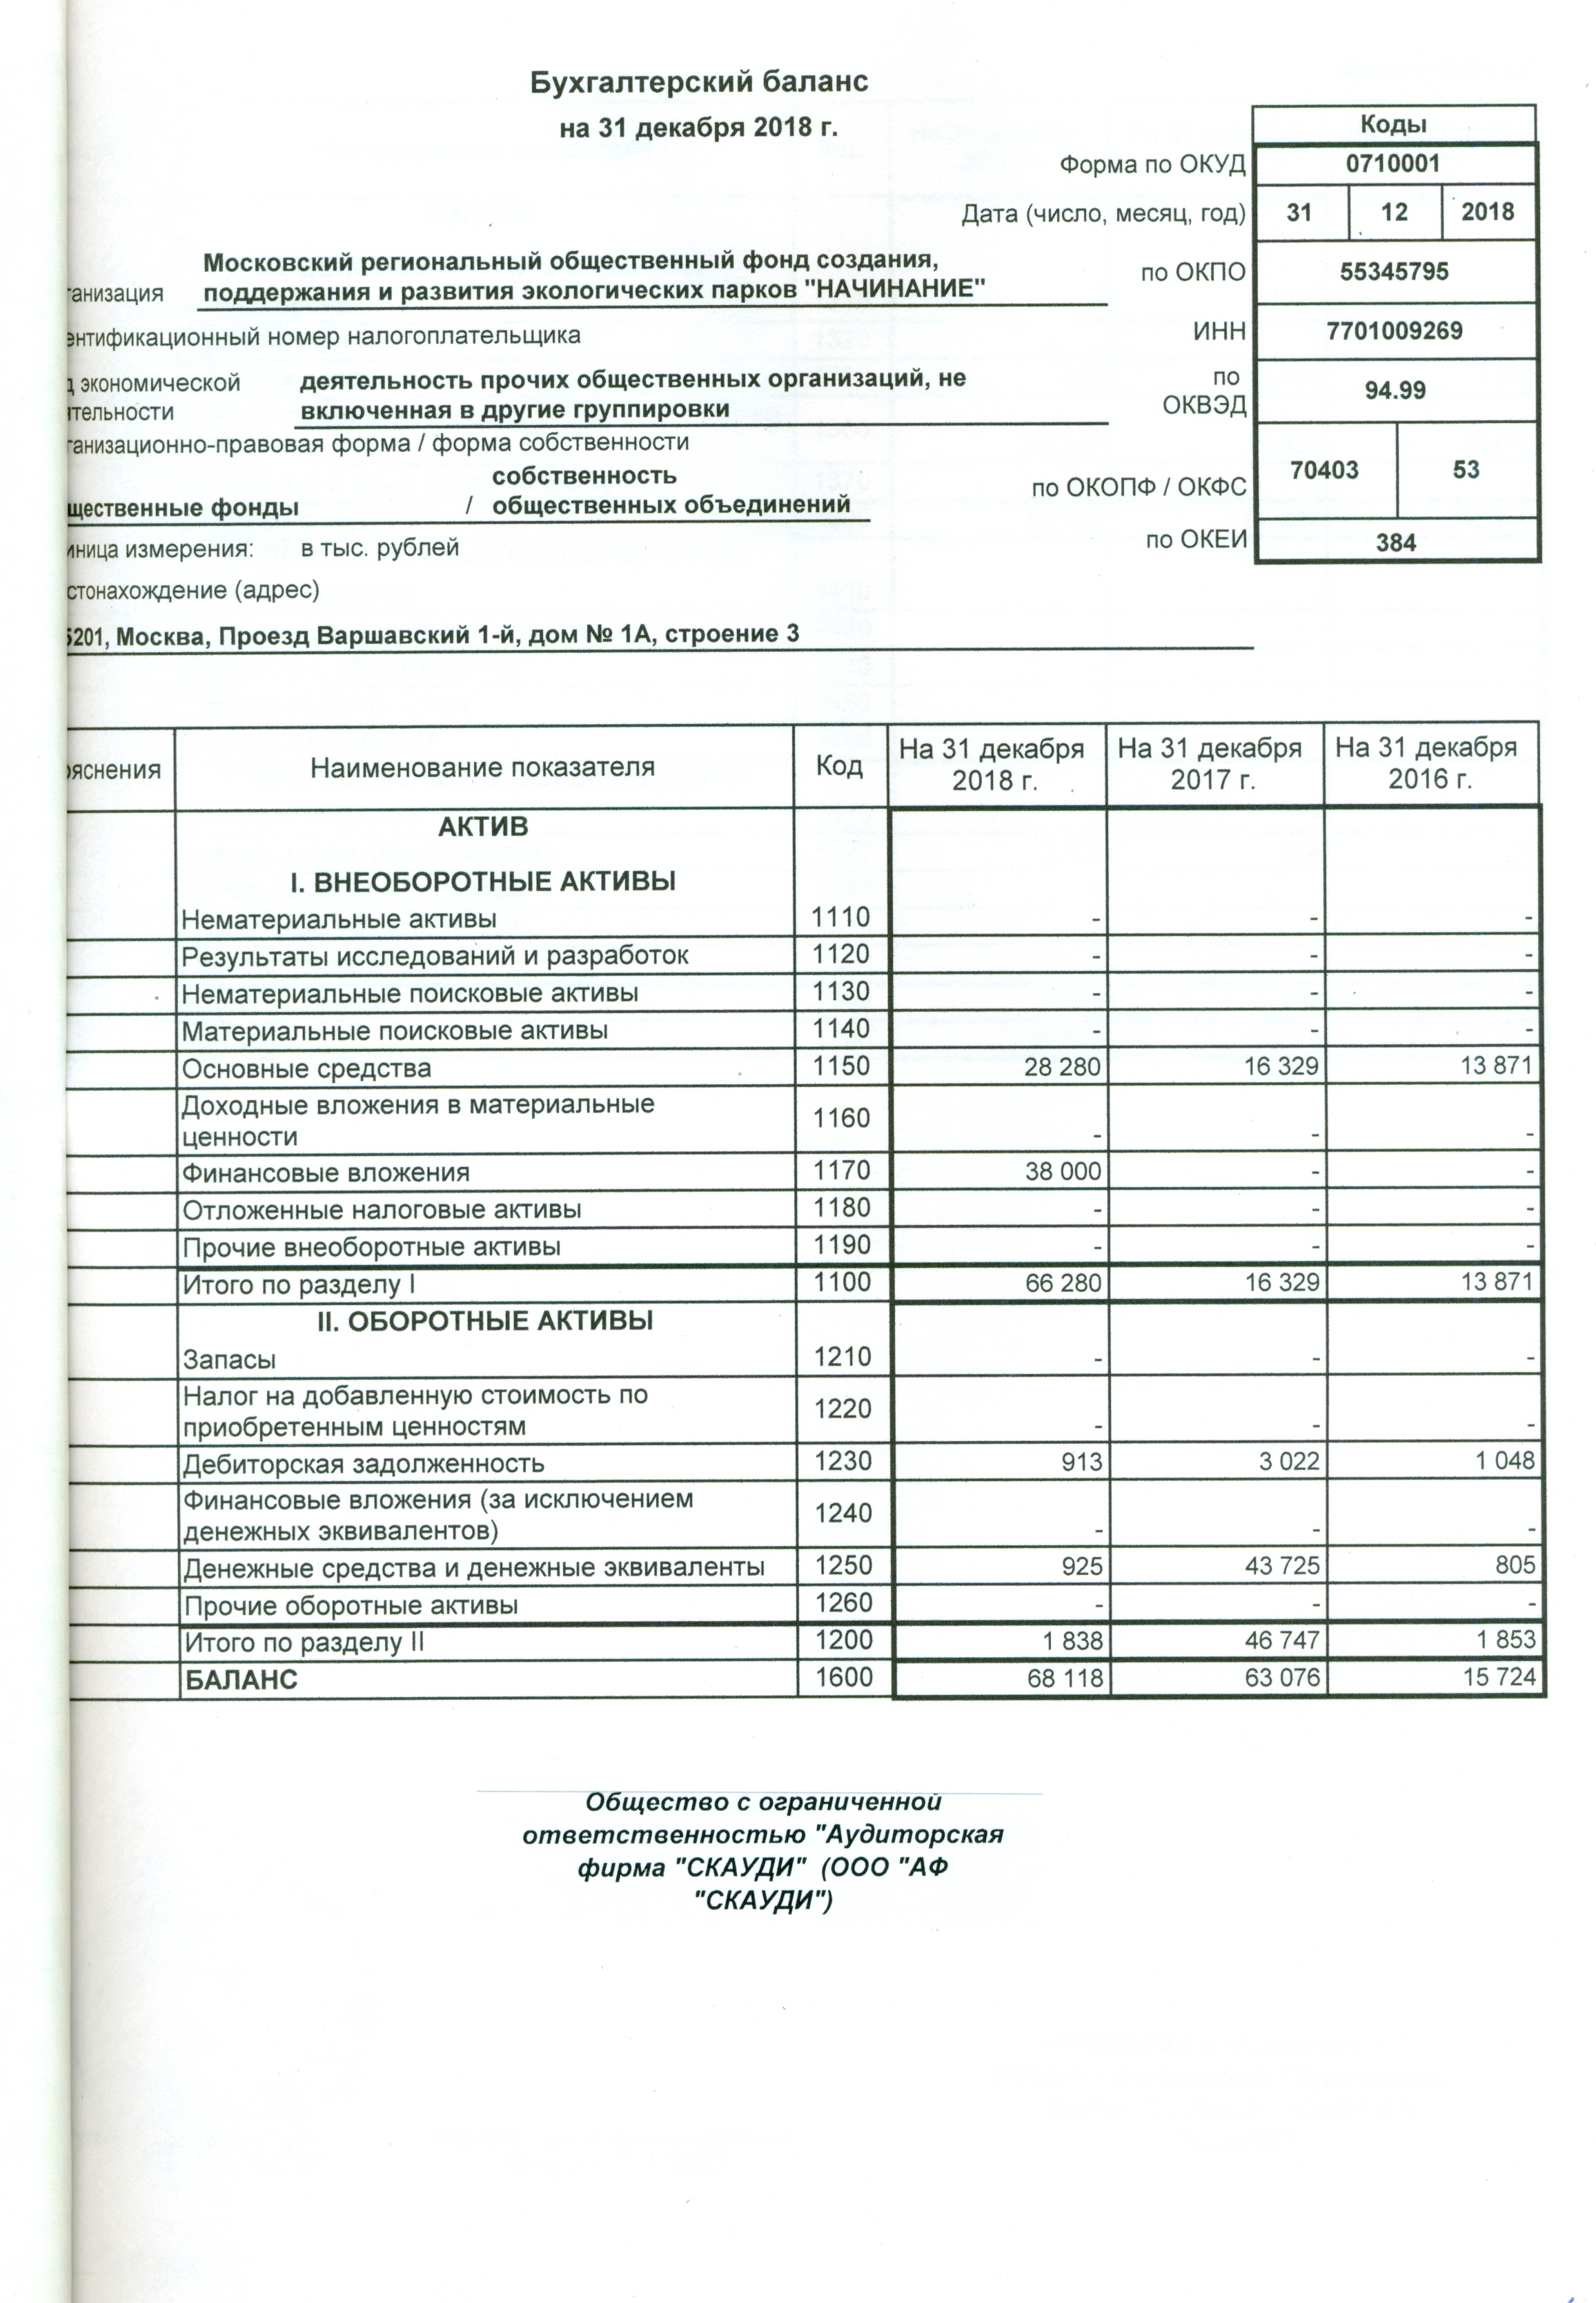 Бухгалтерский баланс
на 31 декабря 2018 г.
Коды
Форма по ОКУД 0710001
Дата (число, месяц, год) 31 12 2018
Московский региональный общественный фонд создания,
ганизация поддержания и развития экологических парков "НАЧИНАНИЕ" по ОКПО 55345795
ентификационный номер налогоплательщика ИНН 7701009269
д экономической деятельность прочих общественных организаций, не по
ятельности включенная в другие группировки ОКВЭД 94.99
ганизационно-правовая форма / форма собственности
собственность
щественные фонды / общественных объединений по ОКОПФ / ОКФС 70403 53
иница измерения: в тыс. рублей по ОКЕИ 384
стонахождение (адрес)
5201, Москва, Проезд Варшавский 1-й, дом № 1А, строение 3
яснения Наименование показателя Код На 31 декабря 2018 г. На 31 декабря 2017 г. На 31 декабря 2016 г.
АКТИВ
I. ВНЕОБОРОТНЫЕ АКТИВЫ
Нематериальные активы 1110 - - -
Результаты исследований и разработок 1120 - - -
Нематериальные поисковые активы 1130 - - -
Материальные поисковые активы 1140 - - -
Основные средства 1150 28 280 16 329 13 871
Доходные вложения в материальные
ценности 1160 - - -
Финансовые вложения 1170 38 000 - -
Отложенные налоговые активы 1180 - - -
Прочие внеоборотные активы 1190 - - -
Итого по разделу I 1100 66 280 16 329 13 871
II. ОБОРОТНЫЕ АКТИВЫ
Запасы 1210 - - -
Налог на добавленную стоимость по
приобретенным ценностям 1220 - - -
Дебиторская задолженность 1230 913 3 022 1 048
Финансовые вложения (за исключением
денежных эквивалентов) 1240 - - -
Денежные средства и денежные эквиваленты 1250 925 43 725 805
Прочие оборотные активы 1260 - - -
Итого по разделу II 1200 1 838 46 747 1 853
БАЛАНС 1600 68 118 63 076 15 724
Общество с ограниченной
ответственностью "Аудиторская
фирма "СКАУДИ" (ООО "АФ
"СКАУДИ")